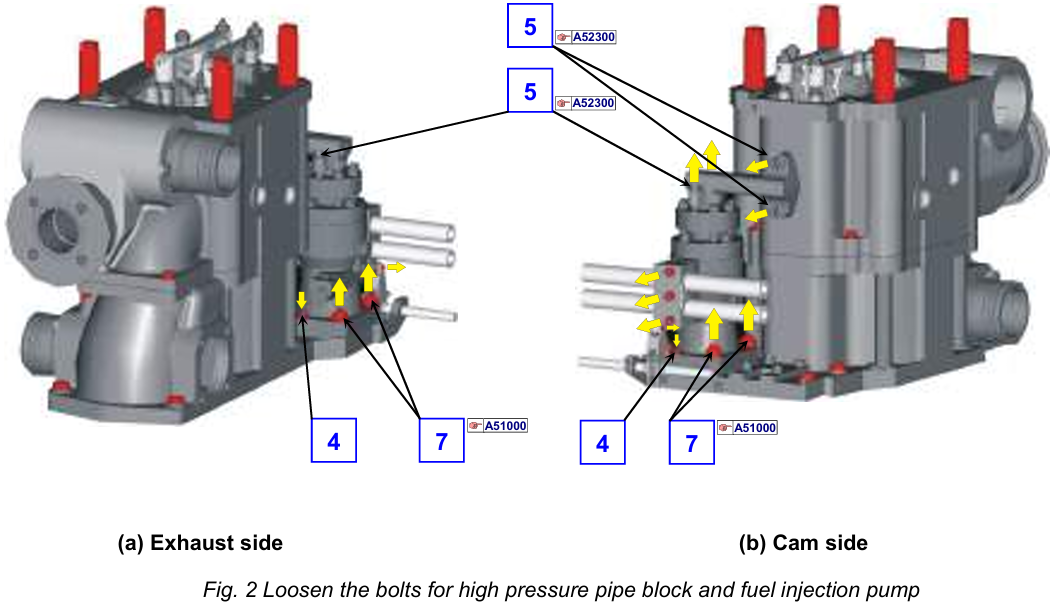 5 A52300
5 A52300
4
7 A51000
4
7 A51000
(a) Exhaust side
(b) Cam side
Fig. 2 Loosen the bolts for high pressure pipe block and fuel injection pump